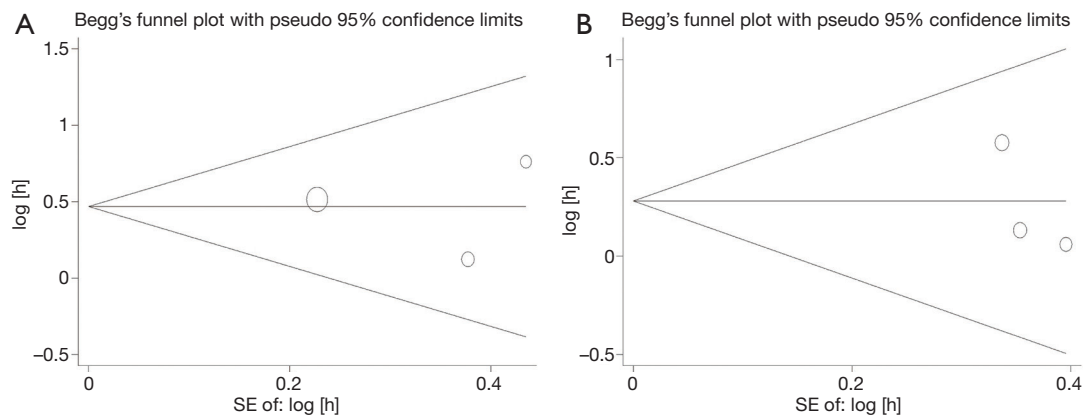 A
Begg's funnel plot with pseudo 95% confidence limits
1.5
1
0.5
0
–0.5
log [h]
0
0.2
0.4
SE of: log [h]
B
Begg's funnel plot with pseudo 95% confidence limits
1
0.5
0
–0.5
log [h]
0
0.2
0.4
SE of: log [h]